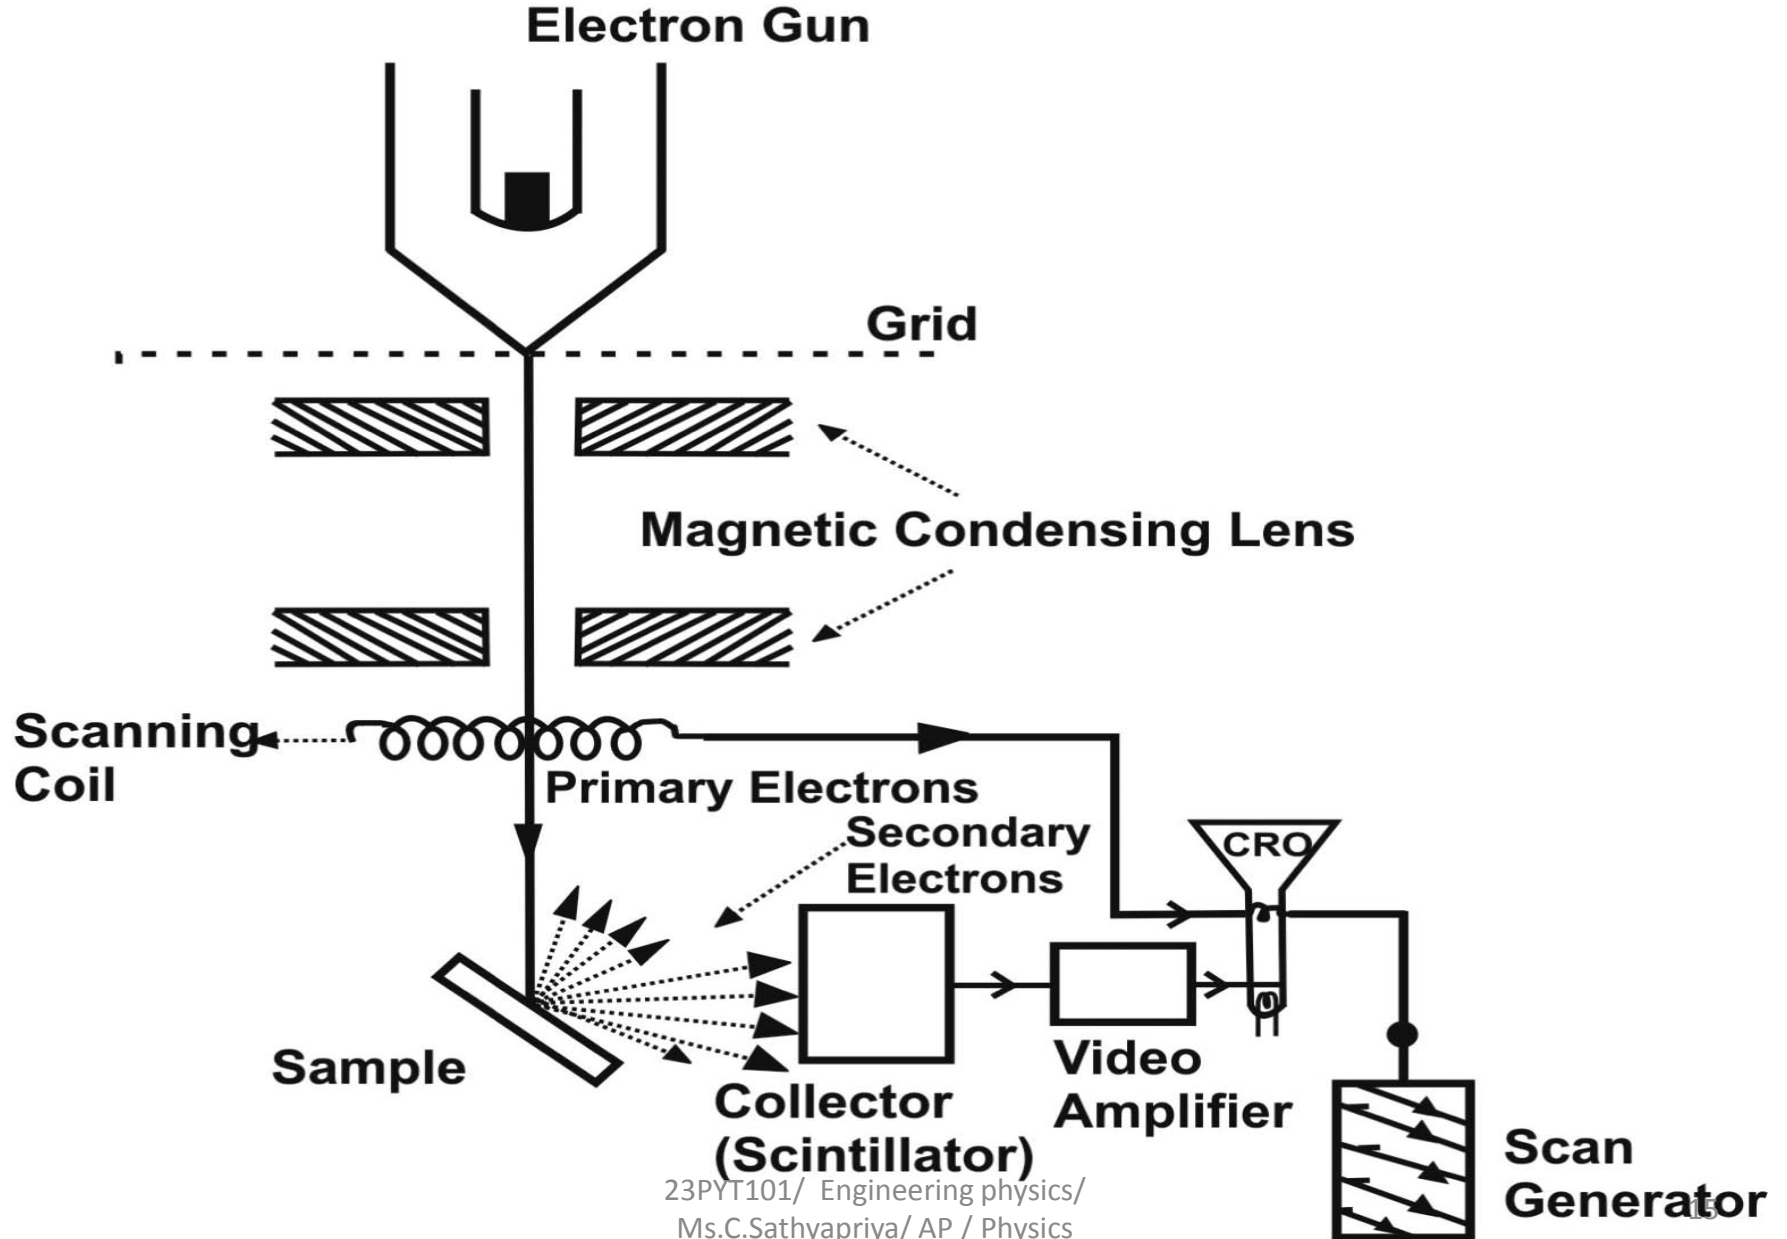 Electron Gun
Grid
Magnetic Condensing Lens
Scanning
Coil
Primary Electrons
Secondary
Electrons
CRO
Sample
Collector
(Scintillator)
Video
Amplifier
Scan
Generator
23PYT101/ Engineering physics/
Ms.C.Sathyapriya/ AP / Physics
15